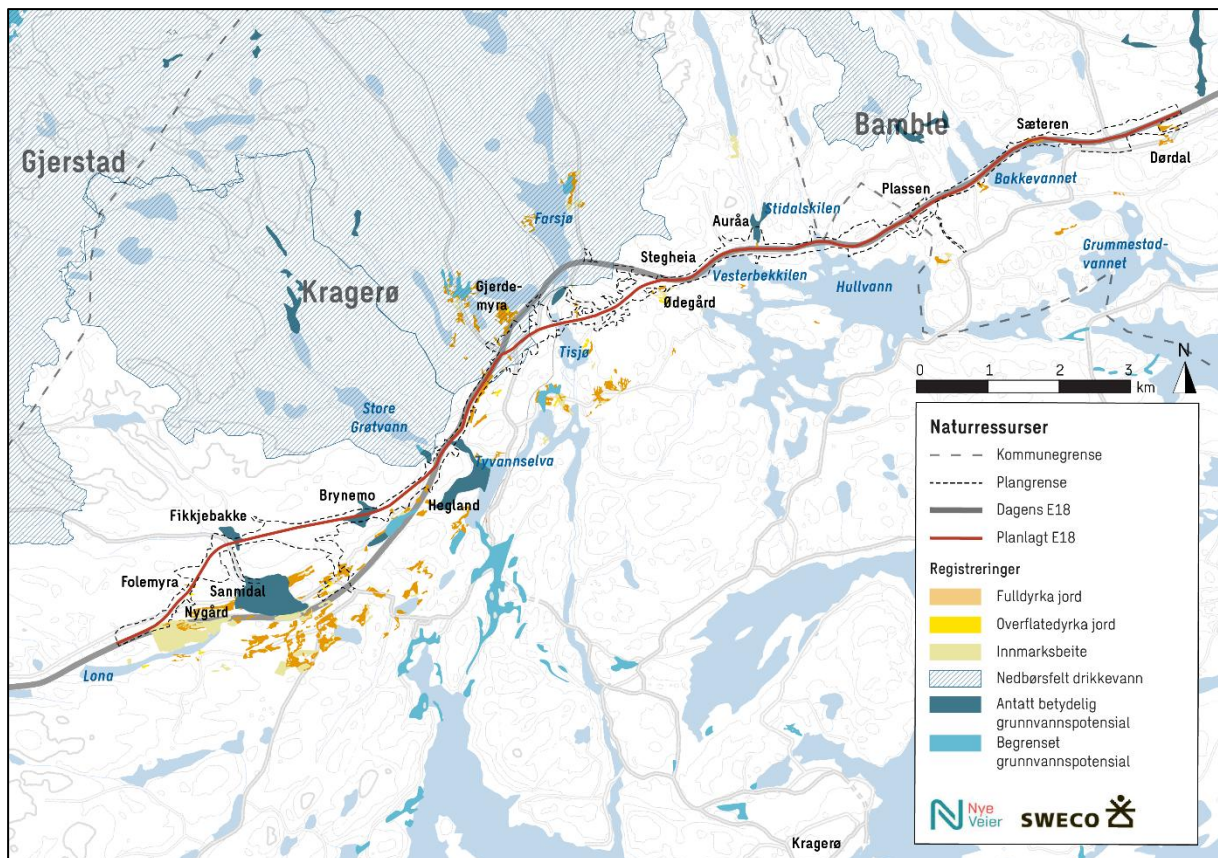 Bamble
Sæteren
Dørdal
Gjerstad
Bakkevannet
Plassen
Stidalskilen
Auråa
Farsjø
Stegheia
Grummestad-
vannet
Vesterbekkilen
Hullvann
Kragerø
Gjerde-
myra
Ødegård
Tisjø
N
0 1 2 3
km
Store
Grøtvann
Tyvannselva
Brynemo
Hegland
Fikkjebakke
Folemyra
Sannidal
Nygård
Lona
Kragerø
Naturressurser
Kommunegrense
Plangrense
Dagens E18
Planlagt E18
Registreringer
Fulldyrka jord
Overflatedyrka jord
Innmarksbeite
Nedbørsfelt drikkevann
Antatt betydelig
grunnvannspotensial
Begrenset
grunnvannspotensial
Nye
Veier
SWECO